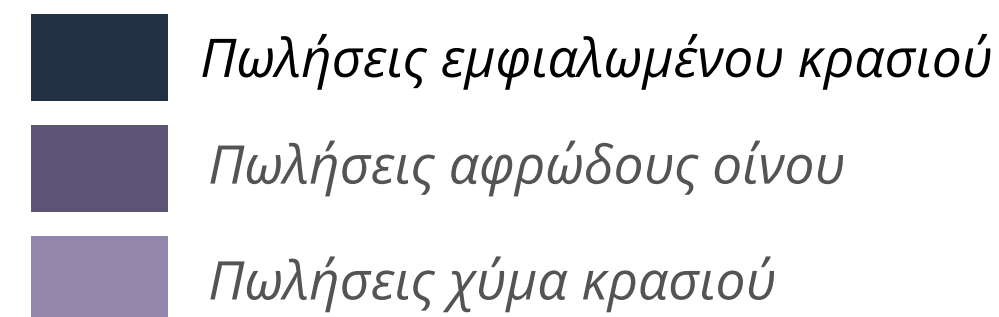 Πωλήσεις εμφιαλωμένου κρασιού
Πωλήσεις αφρώδους οίνου
Πωλήσεις χύμα κρασιού